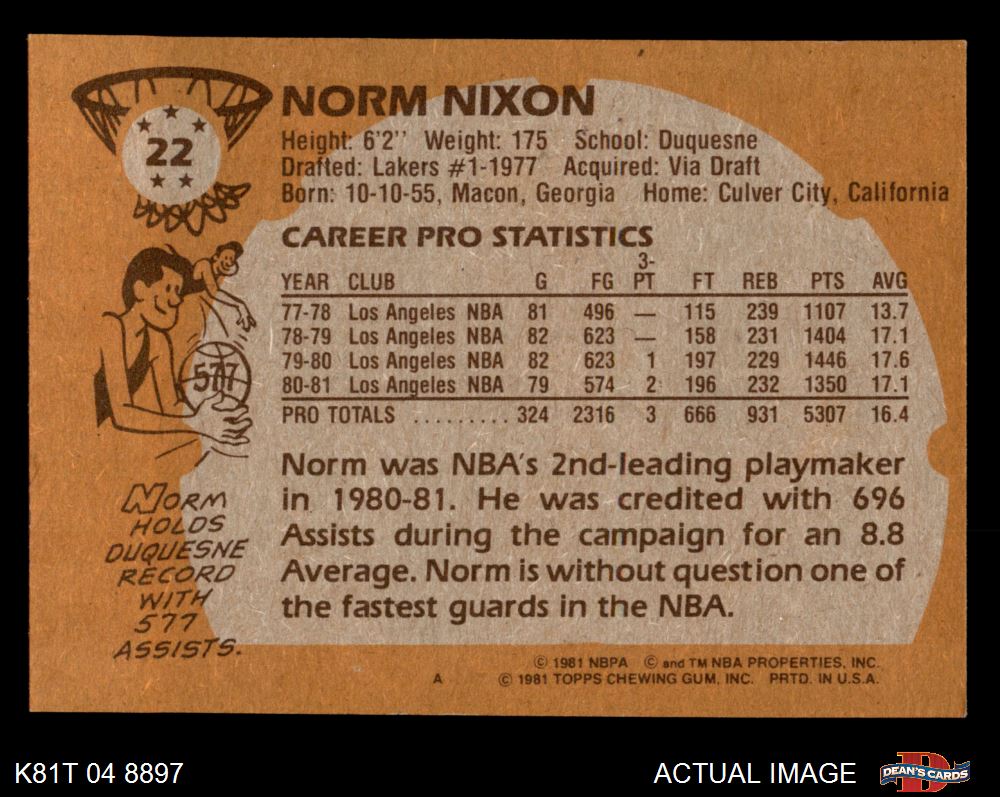 22
NORM NIXON
Height: 6'2'' Weight: 175 School: Duquesne
Drafted: Lakers #1-1977 Acquired: Via Draft
Born: 10-10-55, Macon, Georgia Home: Culver City, California
CAREER PRO STATISTICS
YEAR CLUB G FG 3-PT FT REB PTS AVG
77-78 Los Angeles NBA 81 496 — 115 239 1107 13.7
78-79 Los Angeles NBA 82 623 — 158 231 1404 17.1
79-80 Los Angeles NBA 82 623 1 197 229 1446 17.6
80-81 Los Angeles NBA 79 574 2 196 232 1350 17.1
PRO TOTALS ......... 324 2316 3 666 931 5307 16.4
577
NORM
HOLDS
DUQUESNE
RECORD
WITH
577
ASSISTS.
Norm was NBA's 2nd-leading playmaker
in 1980-81. He was credited with 696
Assists during the campaign for an 8.8
Average. Norm is without question one of
the fastest guards in the NBA.
© 1981 NBPA © and TM NBA PROPERTIES, INC.
A © 1981 TOPPS CHEWING GUM, INC. PRTD. IN U.S.A.
K81T 04 8897
ACTUAL IMAGE
D
DEAN'S CARDS